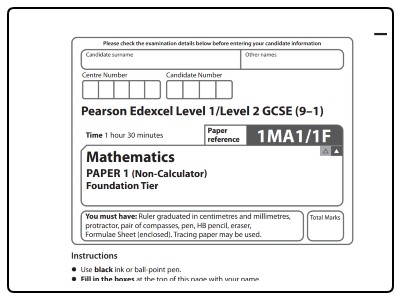 Please check the examination details below before entering your candidate information
Candidate surname
Other names
Centre Number
Candidate Number
Pearson Edexcel Level 1/Level 2 GCSE (9–1)
Time 1 hour 30 minutes
Paper reference
1MA1/1F
Mathematics
PAPER 1 (Non-Calculator)
Foundation Tier
You must have: Ruler graduated in centimetres and millimetres,
protractor, pair of compasses, pen, HB pencil, eraser,
Formulae Sheet (enclosed). Tracing paper may be used.
Total Marks
Instructions
● Use black ink or ball-point pen.
● Fill in the boxes at the top of this page with your name,